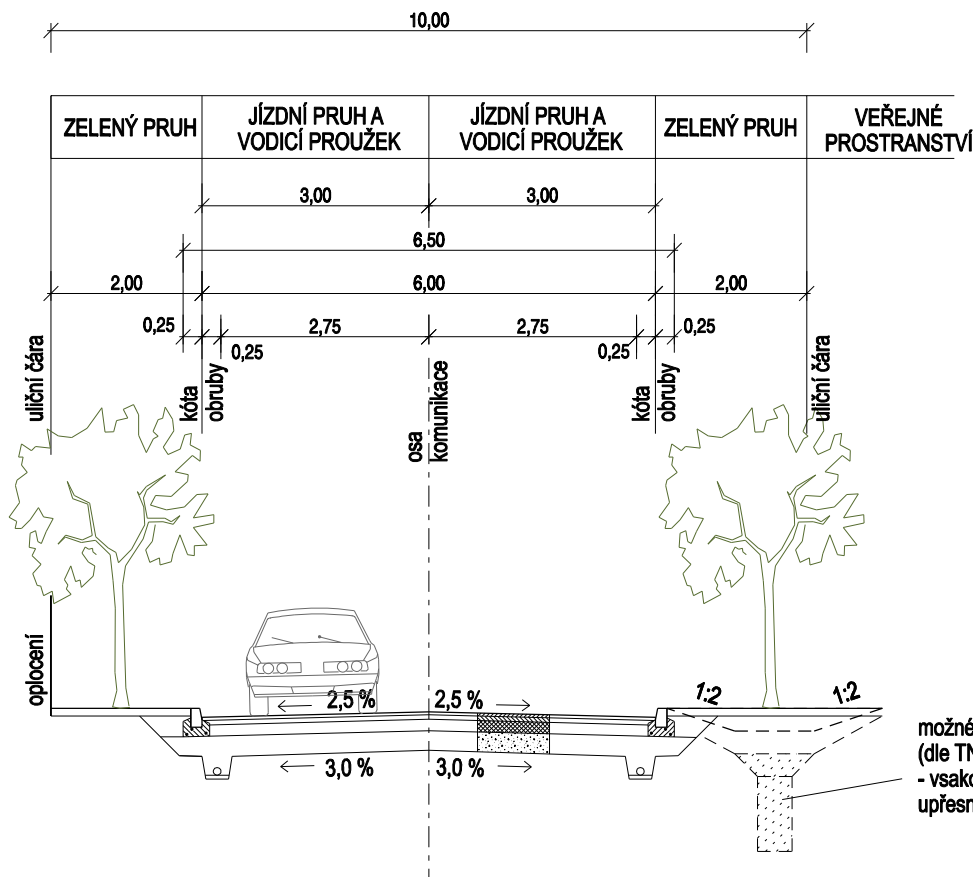 10,00
ZELENÝ PRUH
JÍZDNÍ PRUH A
VODICÍ PROUŽEK
JÍZDNÍ PRUH A
VODICÍ PROUŽEK
ZELENÝ PRUH
VEŘEJNÉ
PROSTRANSTVÍ
3,00
3,00
6,50
2,00
6,00
2,00
0,25
2,75
2,75
0,25
0,25
0,25
uliční čára
kóta
obruby
osa
komunikace
kóta
obruby
uliční čára
oplocení
2,5 %
2,5 %
1:2
1:2
3,0 %
3,0 %
možné
(dle TN
- vsako
upřesn